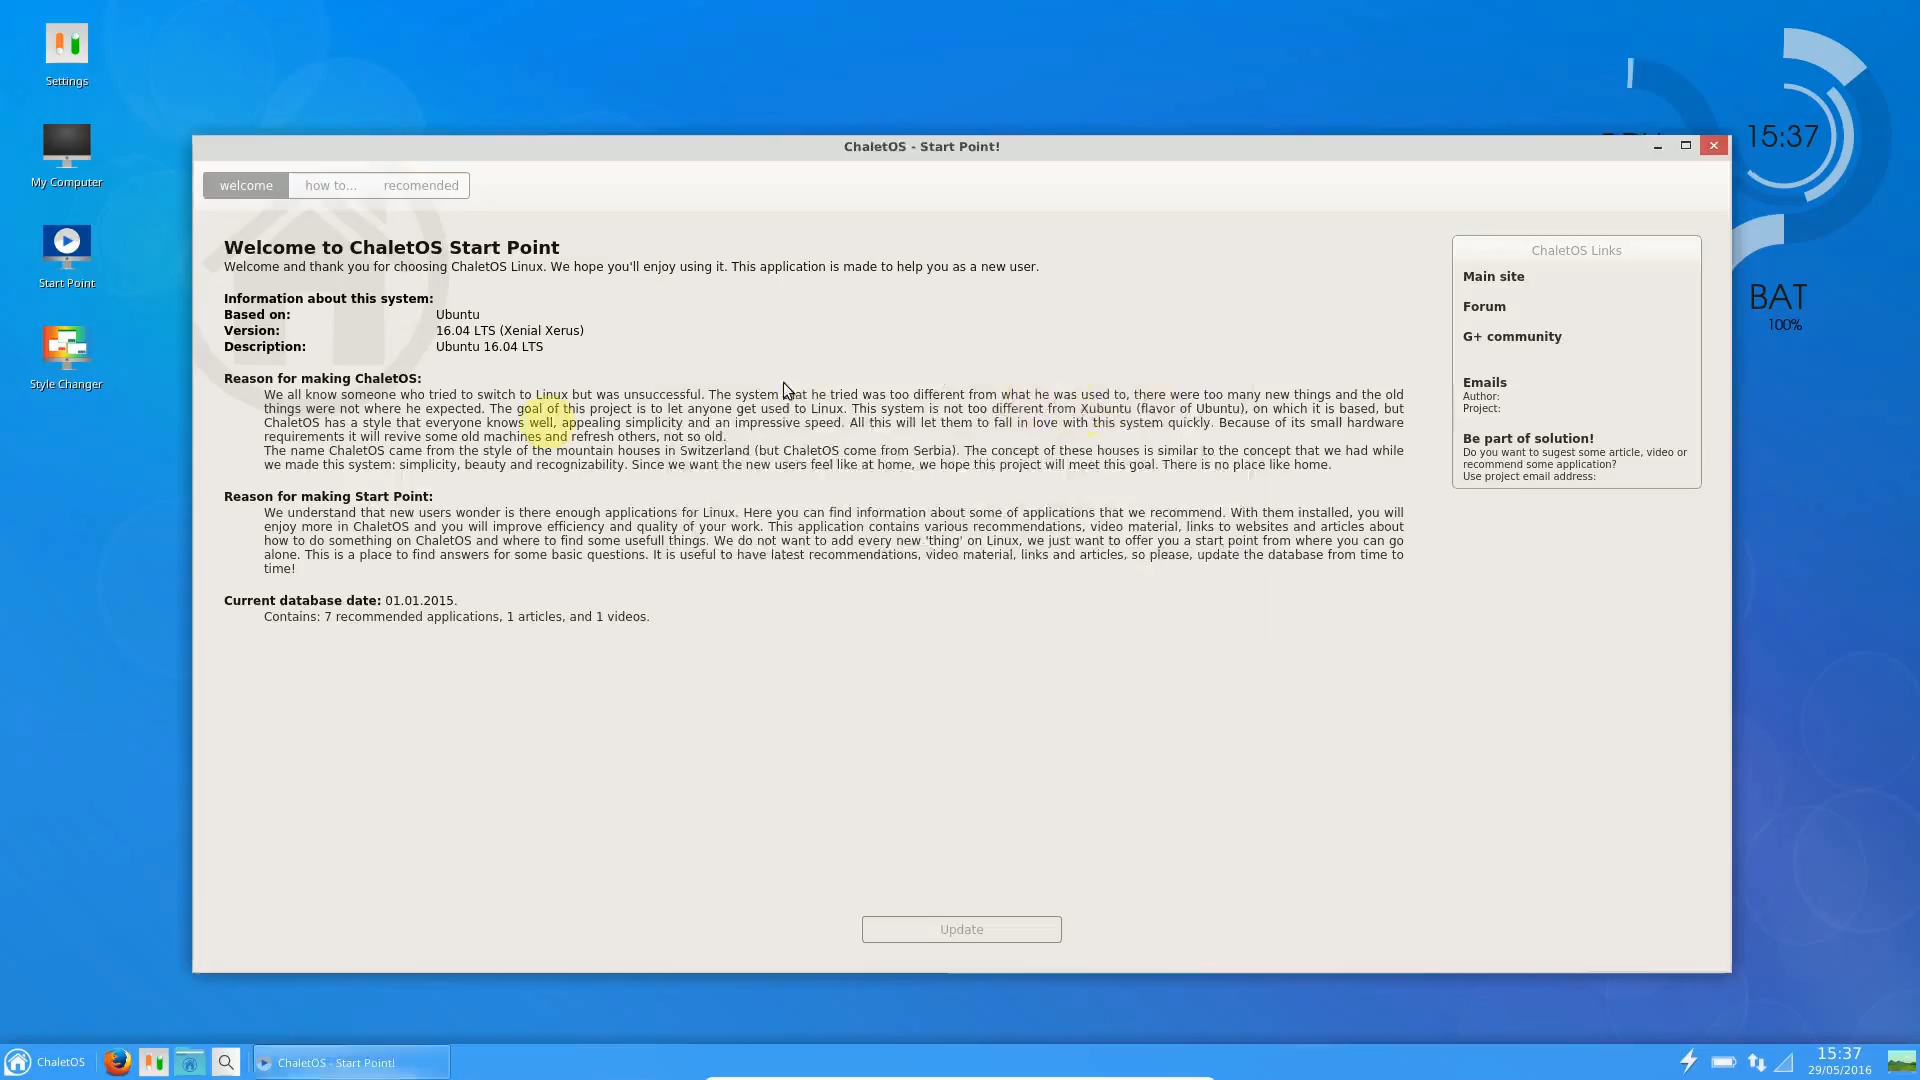 Settings
My Computer
Start Point
Style Changer
ChaletOS - Start Point!
welcome
how to...
recomended
Welcome to ChaletOS Start Point
Welcome and thank you for choosing ChaletOS Linux. We hope you'll enjoy using it. This application is made to help you as a new user.
Information about this system:
Based on: Ubuntu
Version: 16.04 LTS (Xenial Xerus)
Description: Ubuntu 16.04 LTS
Reason for making ChaletOS:
We all know someone who tried to switch to Linux but was unsuccessful. The system that he tried was too different from what he was used to, there were too many new things and the old
things were not where he expected. The goal of this project is to let anyone get used to Linux. This system is not too different from Xubuntu (flavor of Ubuntu), on which it is based, but
ChaletOS has a style that everyone knows well, appealing simplicity and an impressive speed. All this will let them to fall in love with this system quickly. Because of its small hardware
requirements it will revive some old machines and refresh others, not so old.
The name ChaletOS came from the style of the mountain houses in Switzerland (but ChaletOS come from Serbia). The concept of these houses is similar to the concept that we had while
we made this system: simplicity, beauty and recognizability. Since we want the new users feel like at home, we hope this project will meet this goal. There is no place like home.
Reason for making Start Point:
We understand that new users wonder is there enough applications for Linux. Here you can find information about some of applications that we recommend. With them installed, you will
enjoy more in ChaletOS and you will improve efficiency and quality of your work. This application contains various recommendations, video material, links to websites and articles about
how to do something on ChaletOS and where to find some usefull things. We do not want to add every new 'thing' on Linux, we just want to offer you a start point from where you can go
alone. This is a place to find answers for some basic questions. It is useful to have latest recommendations, video material, links and articles, so please, update the database from time to
time!
Current database date: 01.01.2015.
Contains: 7 recommended applications, 1 articles, and 1 videos.
Update
ChaletOS Links
Main site
Forum
G+ community
Emails
Author:
Project:
Be part of solution!
Do you want to sugest some article, video or
recommend some application?
Use project email address:
15:37
BAT
100%
ChaletOS
ChaletOS - Start Point!
15:37
29/05/2016